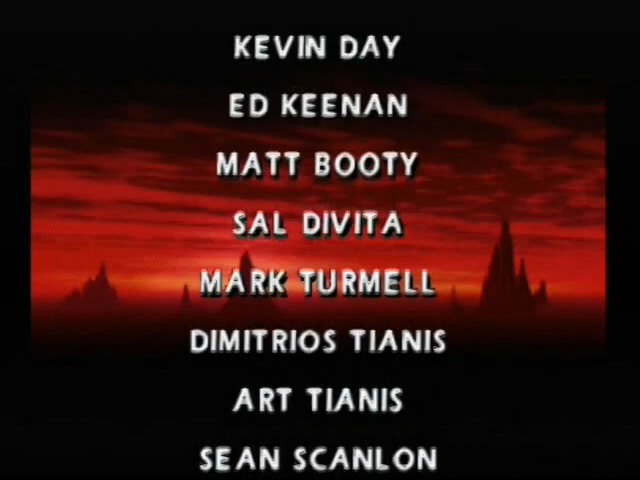 KEVIN DAY
ED KEENAN
MATT BOOTY
SAL DIVITA
MARK TURMELL
DIMITRIOS TIANIS
ART TIANIS
SEAN SCANLON